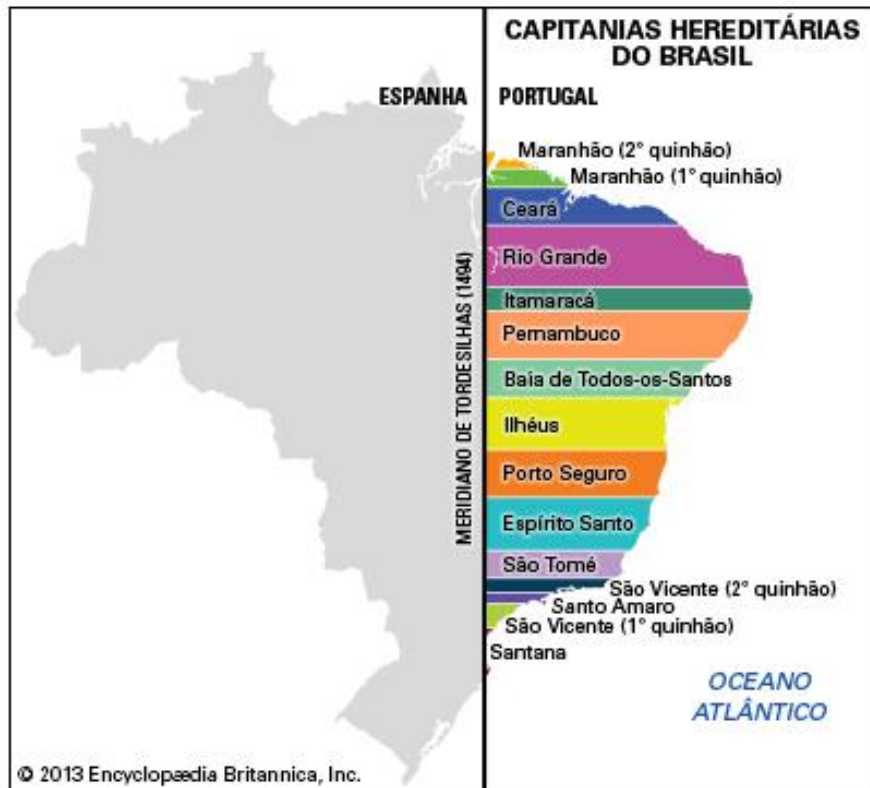 CAPITANIAS HEREDITÁRIAS
DO BRASIL
ESPANHA
PORTUGAL
MERIDIANO DE TORDESILHAS (1494)
Maranhão (2° quinhão)
Maranhão (1° quinhão)
Ceará
Rio Grande
Itamaracá
Pernambuco
Baía de Todos-os-Santos
Ilhéus
Porto Seguro
Espírito Santo
São Tomé
São Vicente (2° quinhão)
Santo Amaro
São Vicente (1° quinhão)
Santana
OCEANO
ATLÂNTICO
© 2013 Encyclopædia Britannica, Inc.